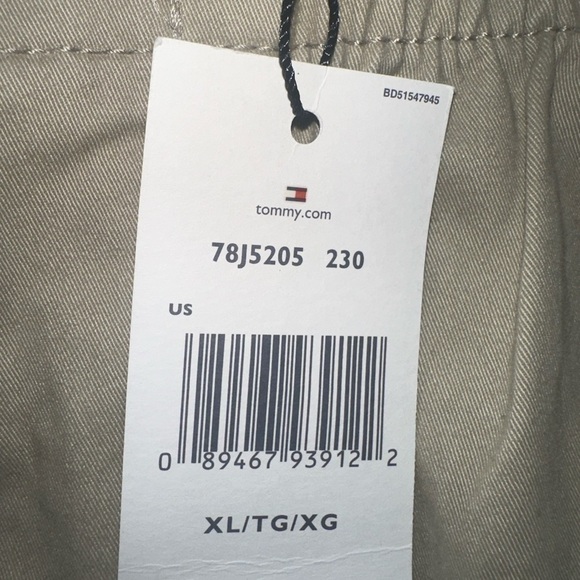 BD51547945
tommy.com
78J5205 230
US
0 89467 93912 2
XL/TG/XG